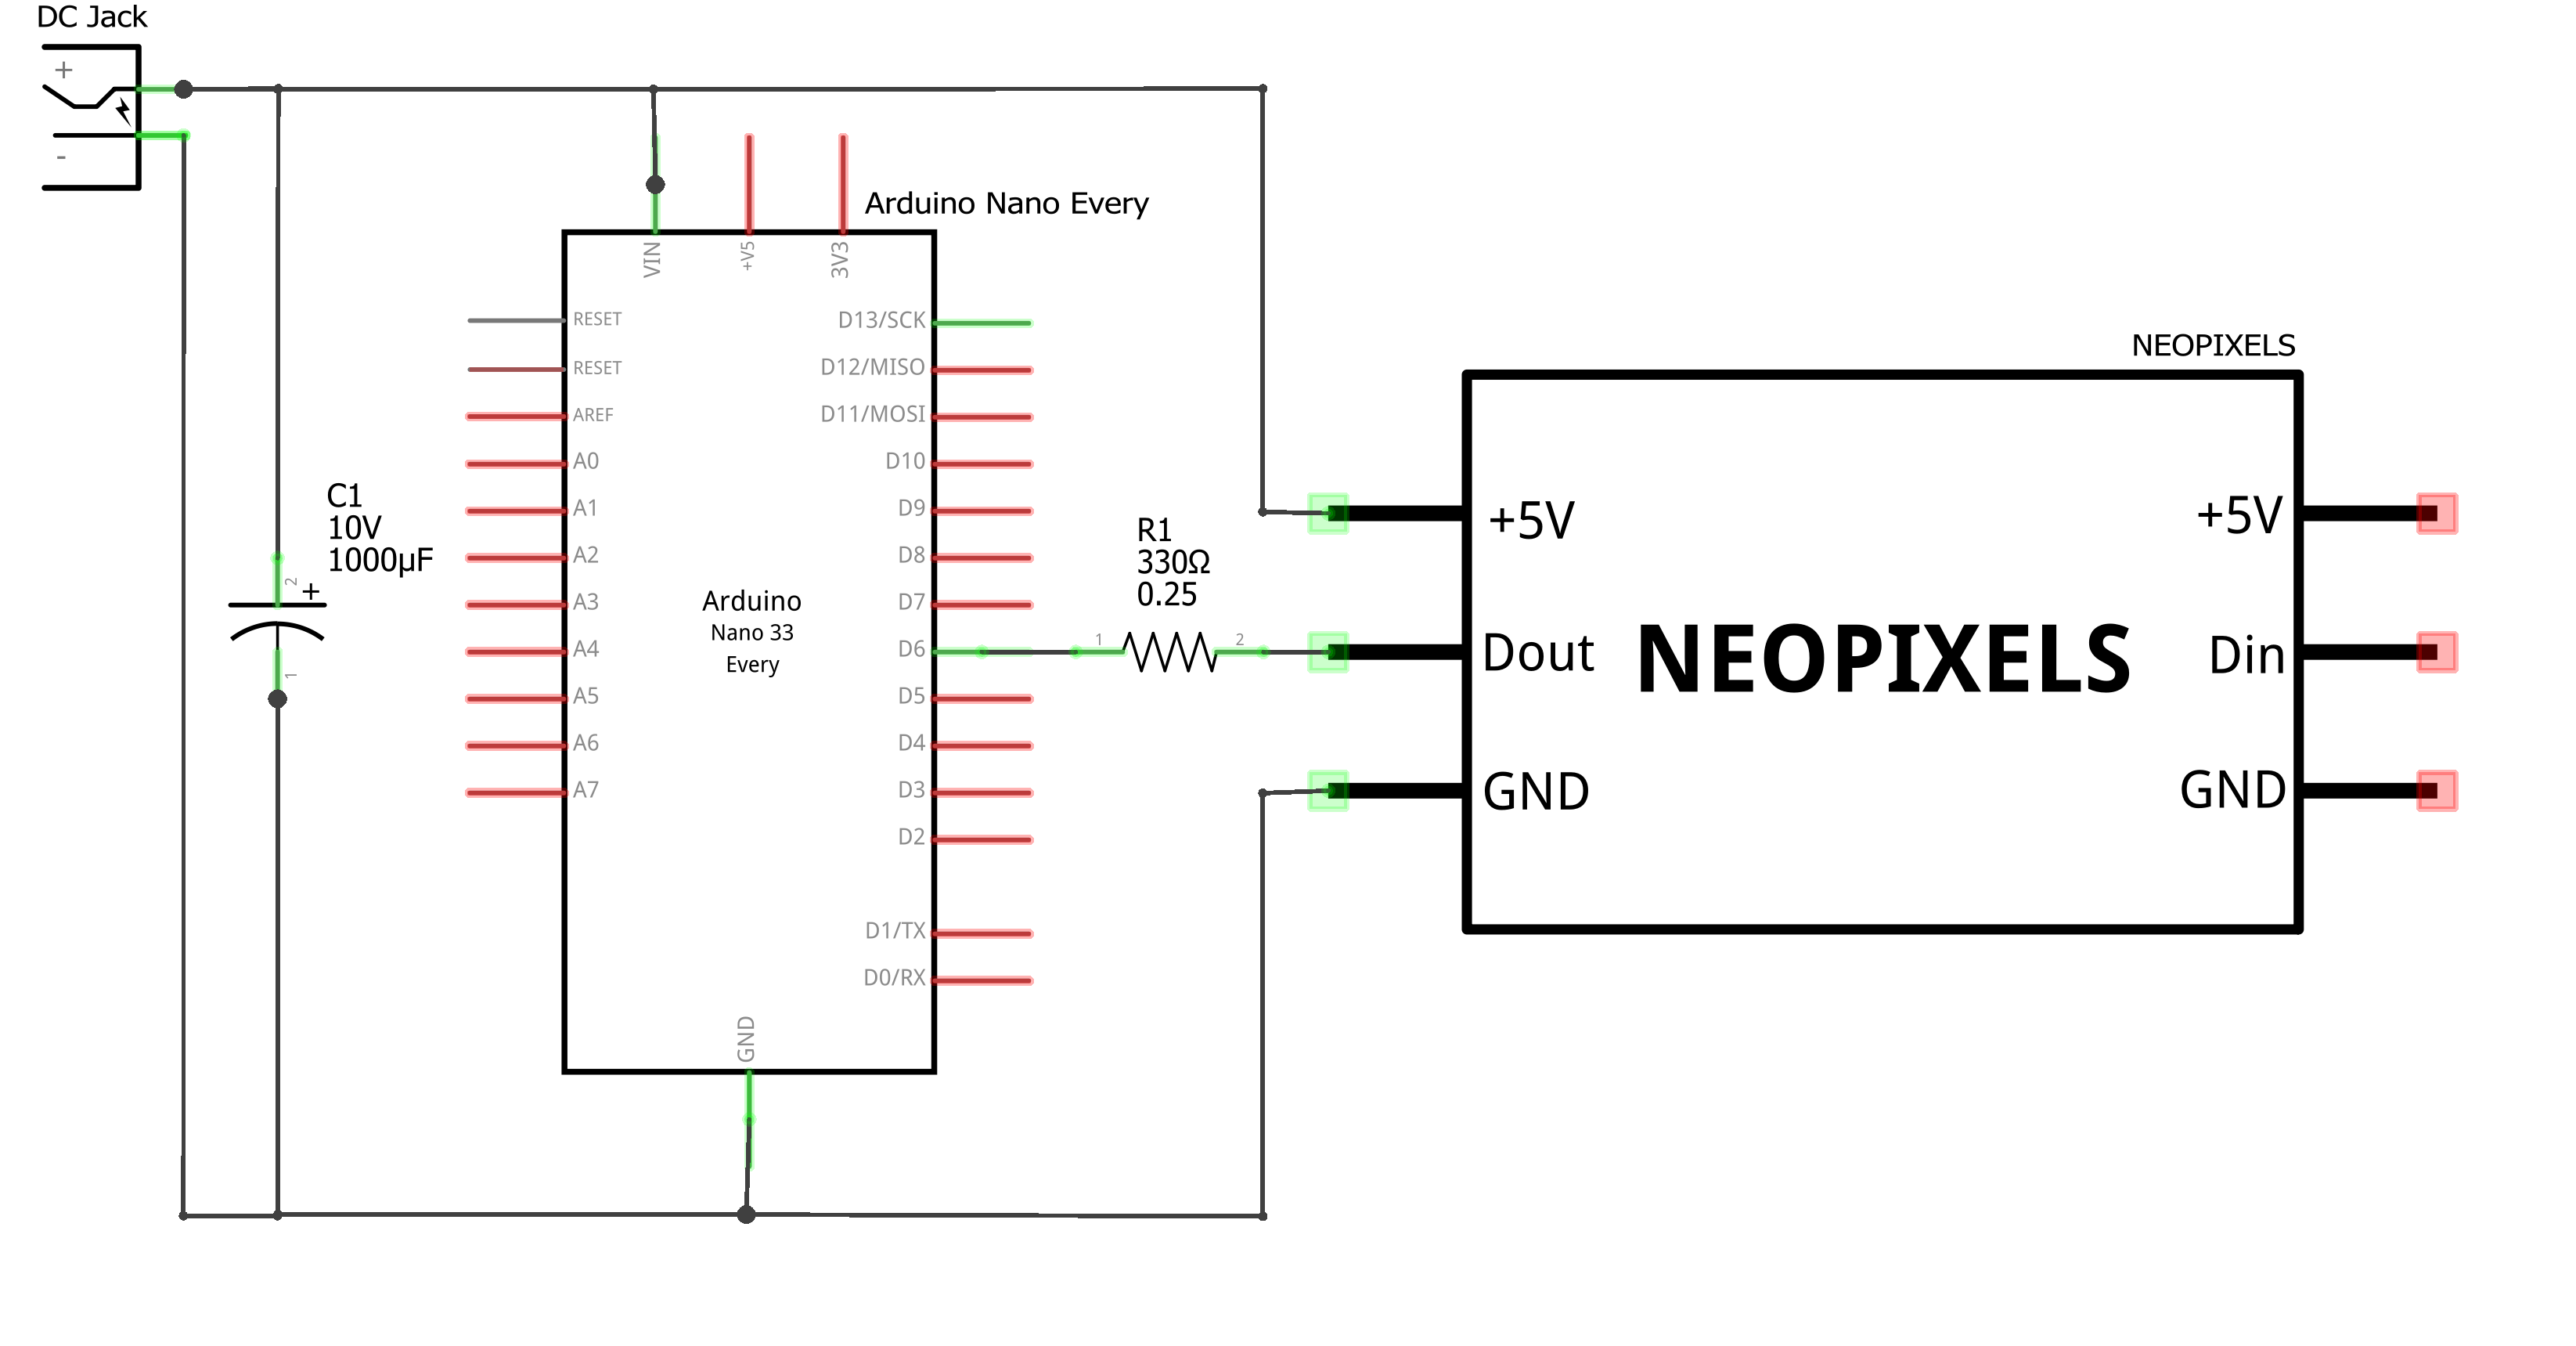 DC Jack
+
-
Arduino Nano Every
VIN
+V5
3V3
RESET
RESET
AREF
A0
A1
A2
A3
A4
A5
A6
A7
D13/SCK
D12/MISO
D11/MOSI
D10
D9
D8
D7
D6
D5
D4
D3
D2
D1/TX
D0/RX
GND
Arduino
Nano 33
Every
C1
10V
1000µF
2
+
1
R1
330Ω
0.25
1
2
NEOPIXELS
+5V
Dout
GND
NEOPIXELS
+5V
Din
GND